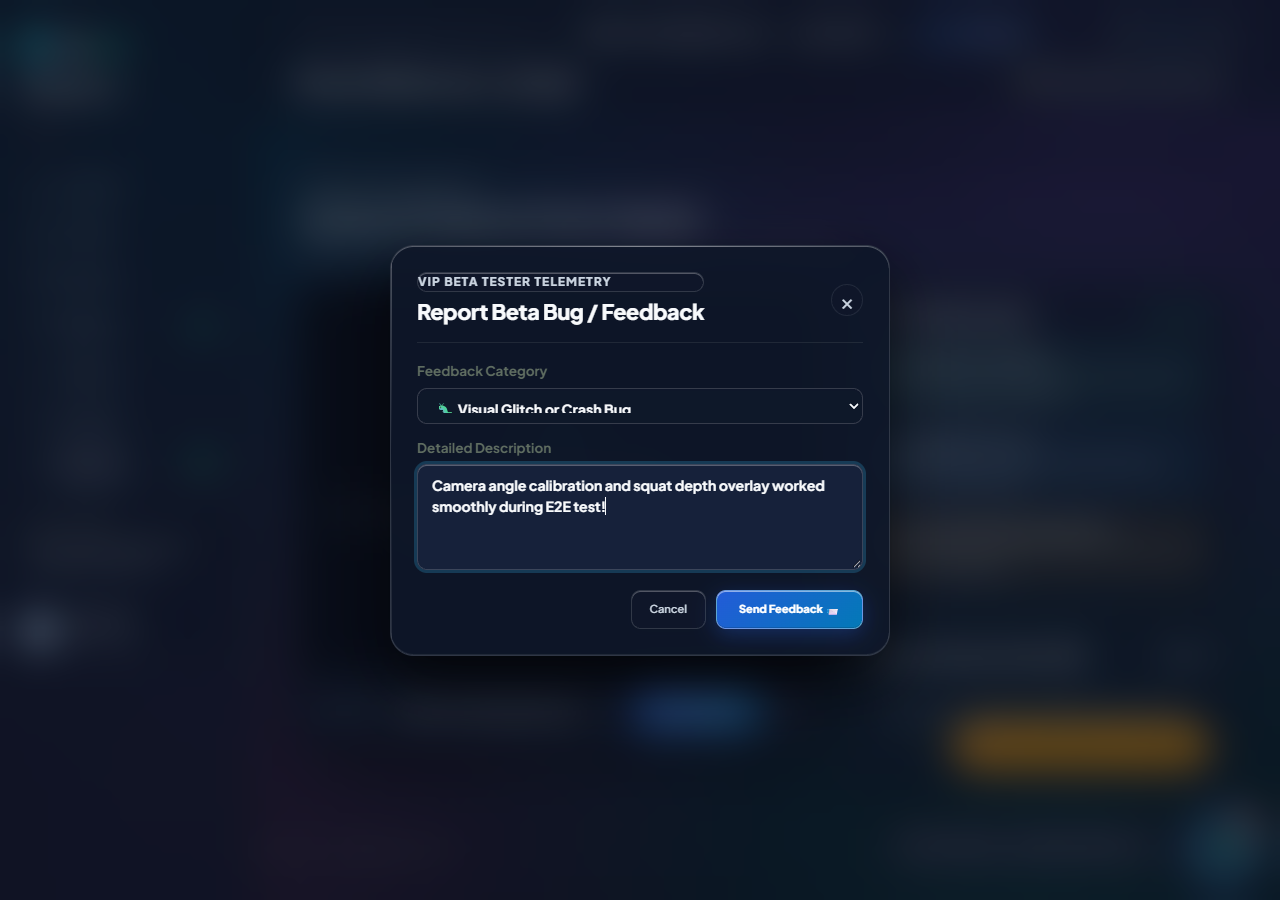 VIP BETA TESTER TELEMETRY
Report Beta Bug / Feedback
Feedback Category
Visual Glitch or Crash Bug
Detailed Description
Camera angle calibration and squat depth overlay worked
smoothly during E2E test!
Cancel
Send Feedback